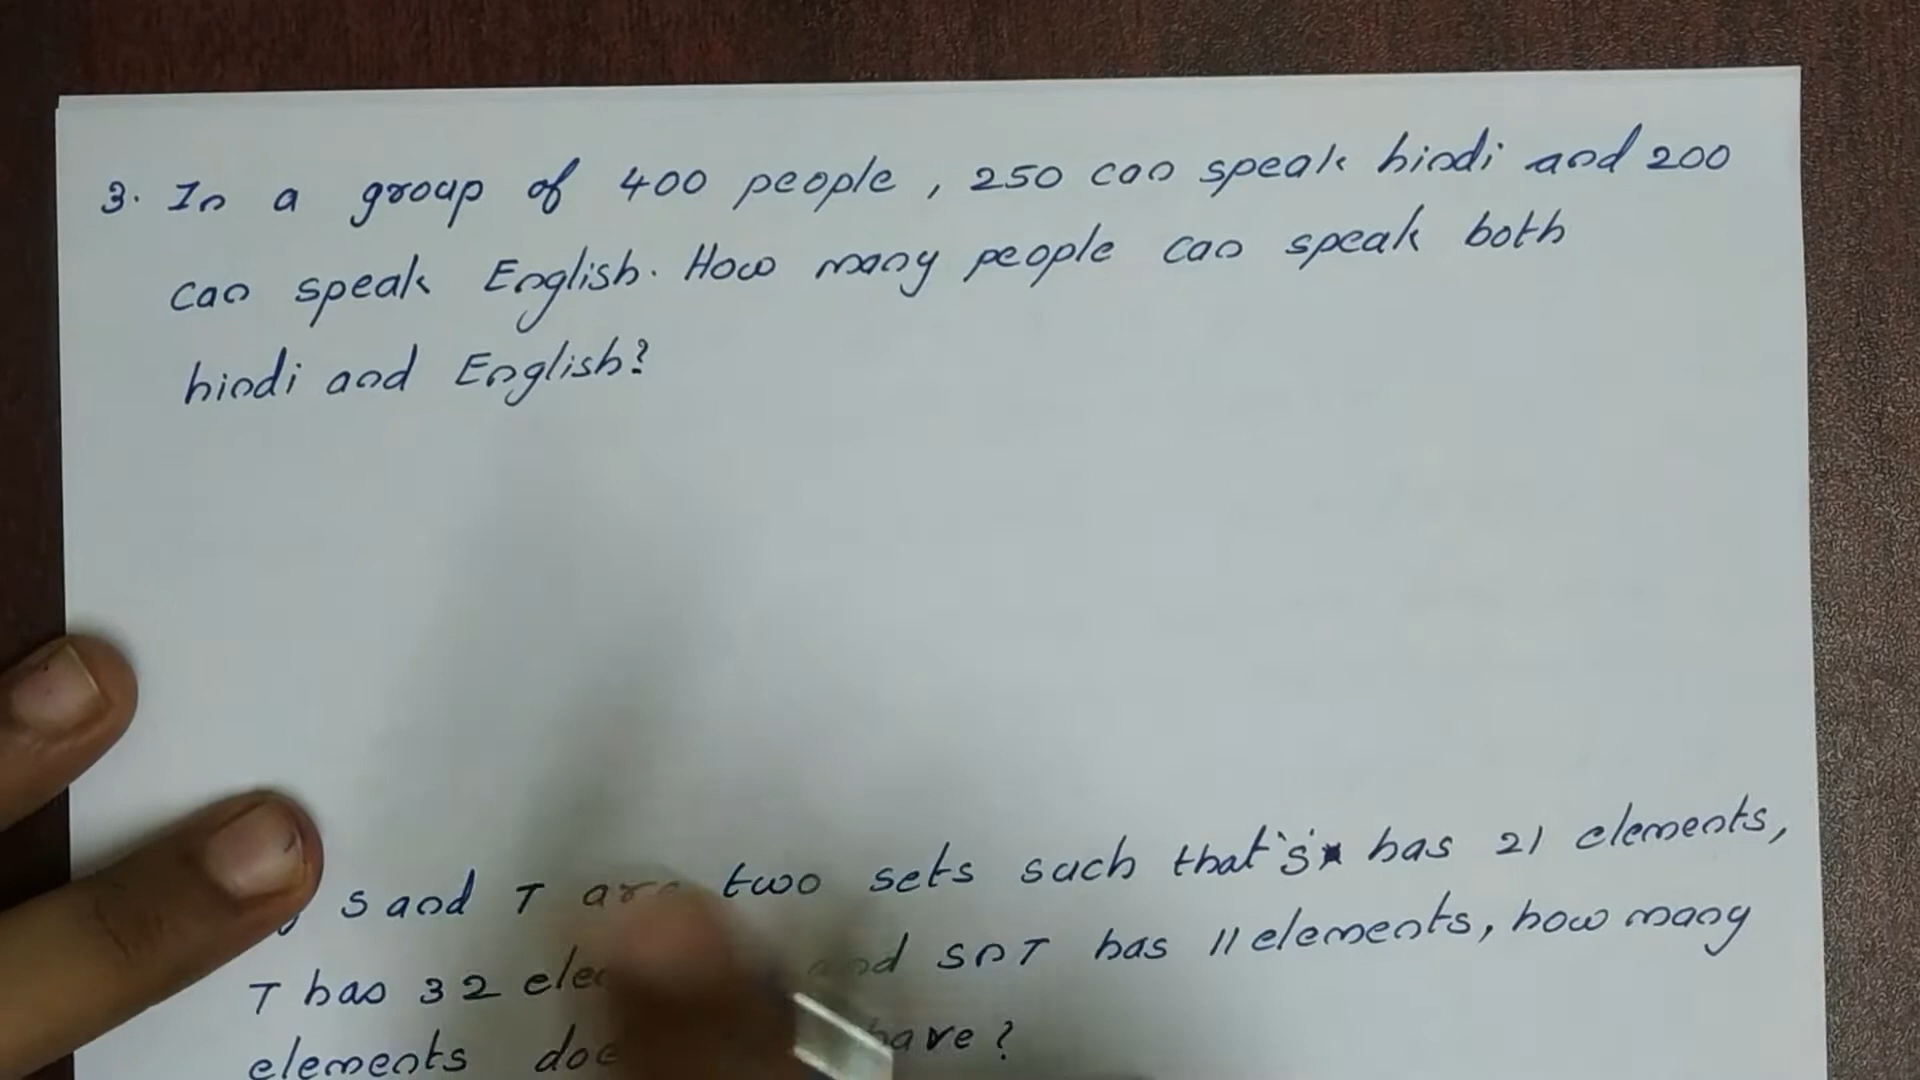 3. In a group of 400 people, 250 can speak hindi and 200
can speak English. How many people can speak both
hindi and English?
S and T are two sets such that 's' has 21 elements,
T has 32 and S∩T has 11 elements, how many
elements have?